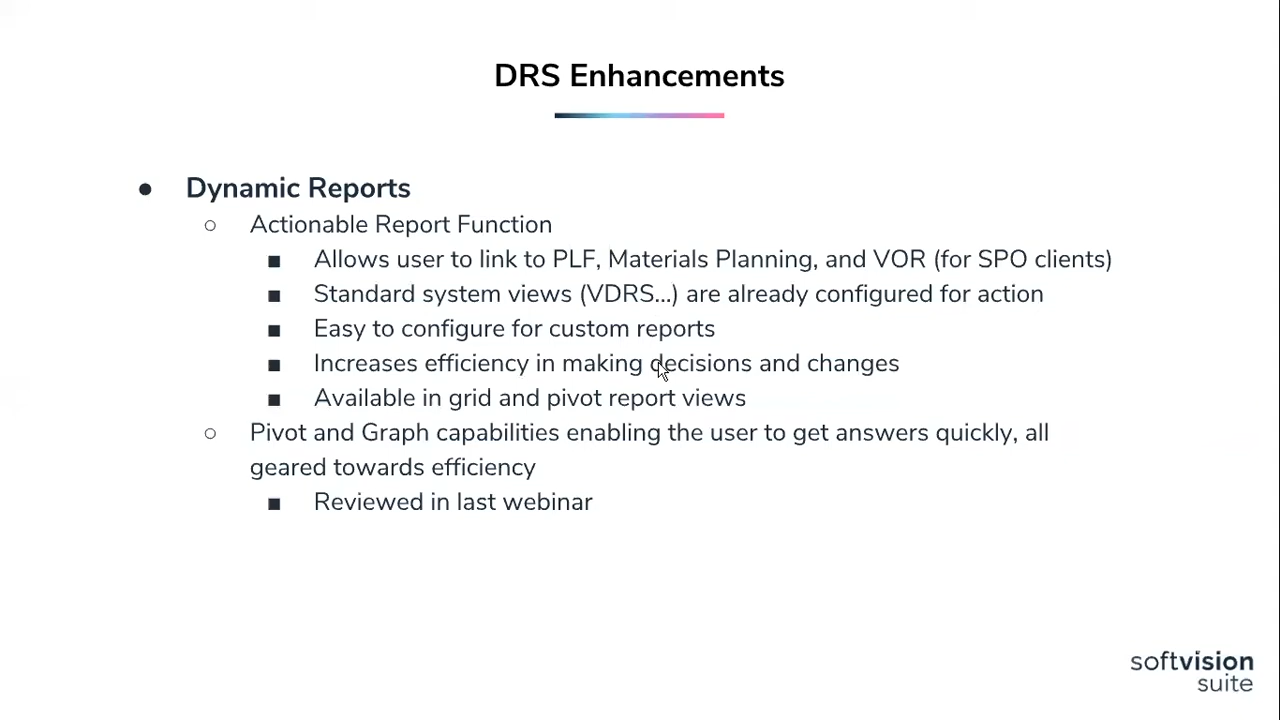 DRS Enhancements
● Dynamic Reports
○ Actionable Report Function
■ Allows user to link to PLF, Materials Planning, and VOR (for SPO clients)
■ Standard system views (VDRS...) are already configured for action
■ Easy to configure for custom reports
■ Increases efficiency in making decisions and changes
■ Available in grid and pivot report views
○ Pivot and Graph capabilities enabling the user to get answers quickly, all
geared towards efficiency
■ Reviewed in last webinar
softvision
suite